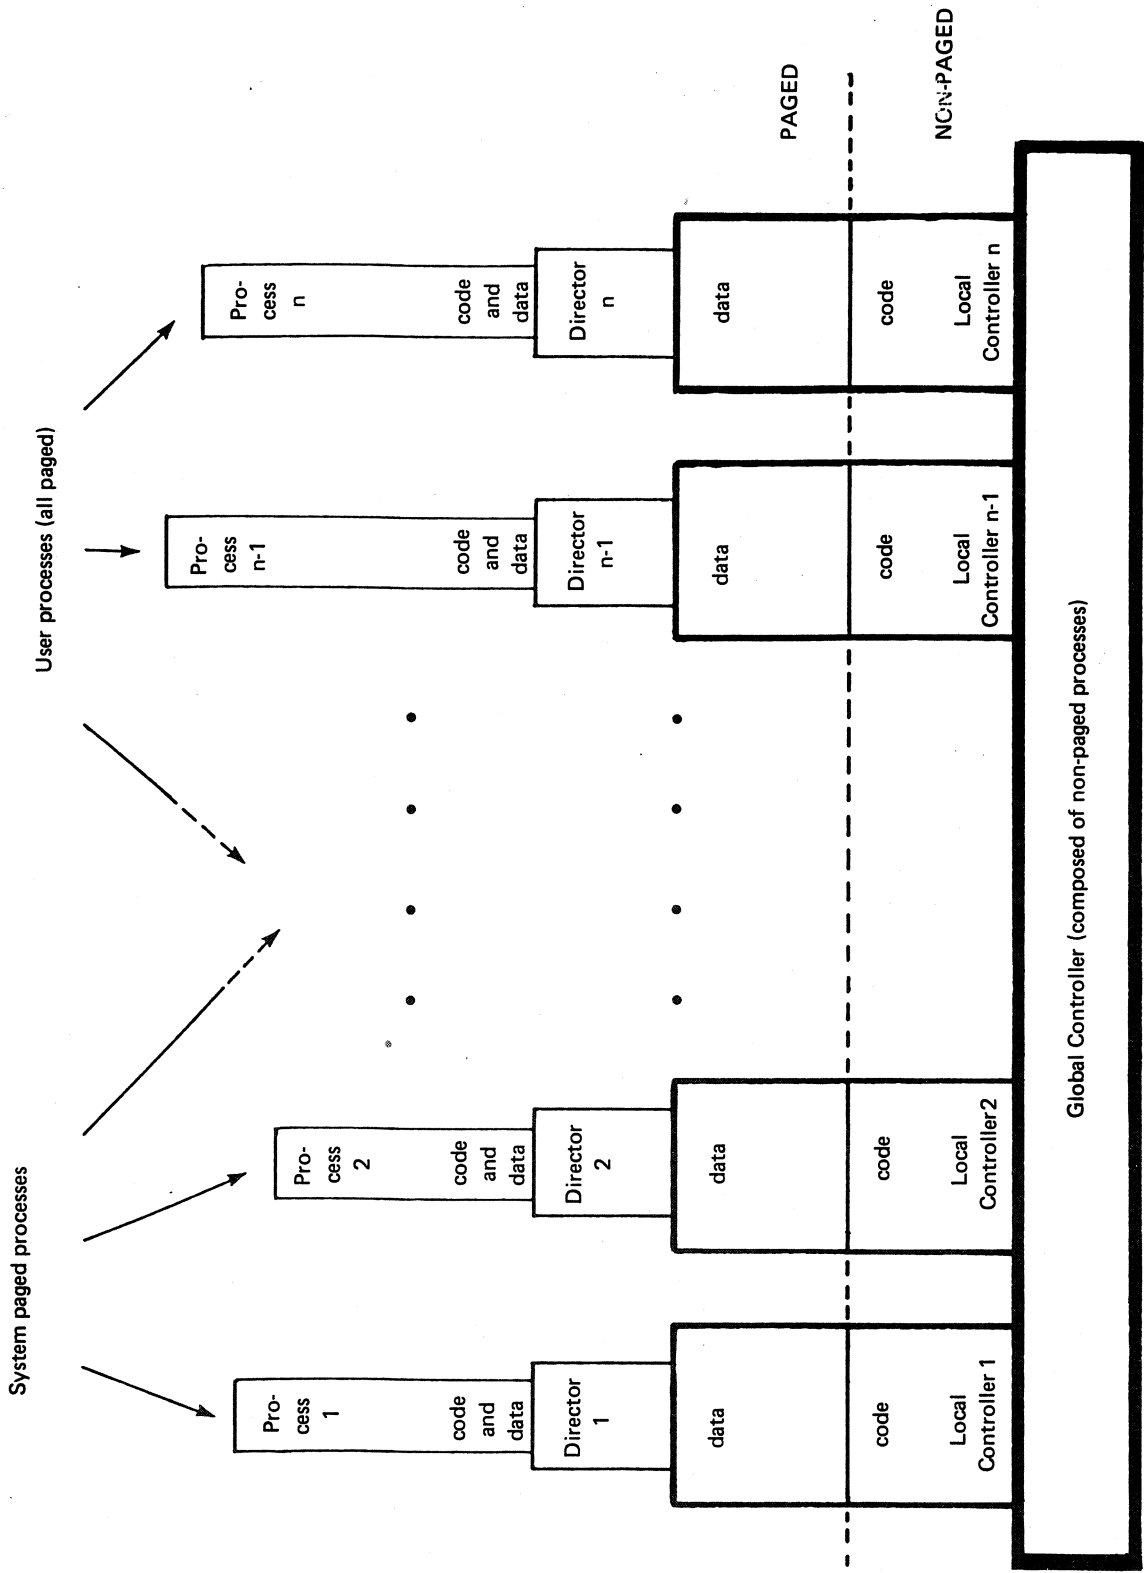 System paged processes
User processes (all paged)
Pro-
cess
1
code
and
data
Director
1
data
code
Local
Controller 1
Pro-
cess
2
code
and
data
Director
2
data
code
Local
Controller 2
Pro-
cess
n-1
code
and
data
Director
n-1
data
code
Local
Controller n-1
Pro-
cess
n
code
and
data
Director
n
data
code
Local
Controller n
PAGED
NON-PAGED
Global Controller (composed of non-paged processes)